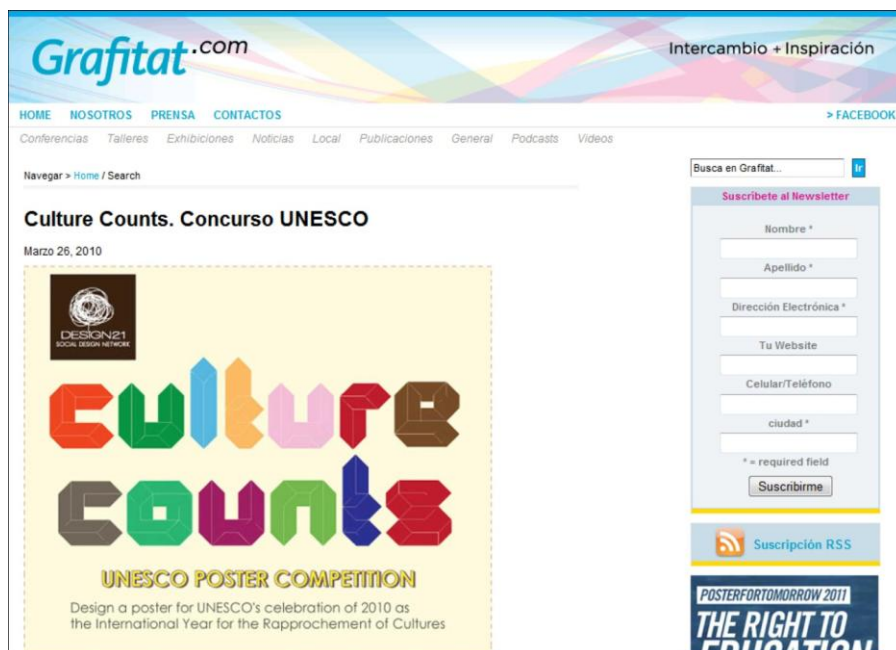 Grafitat.com
Intercambio + Inspiración
HOME NOSOTROS PRENSA CONTACTOS
> FACEBOOK
Conferencias Talleres Exhibiciones Noticias Local Publicaciones General Podcasts Videos
Navegar > Home / Search
Culture Counts. Concurso UNESCO
Marzo 26, 2010
DESIGN21
SOCIAL DESIGN NETWORK
culture
counts
UNESCO POSTER COMPETITION
Design a poster for UNESCO's celebration of 2010 as
the International Year for the Rapprochement of Cultures
Busca en Grafitat...
Ir
Suscríbete al Newsletter
Nombre *
Apellido *
Dirección Electrónica *
Tu Website
Celular/Teléfono
ciudad *
* = required field
Suscribirme
Suscripción RSS
POSTERFORTOMORROW 2011
THE RIGHT TO
EDUCATION